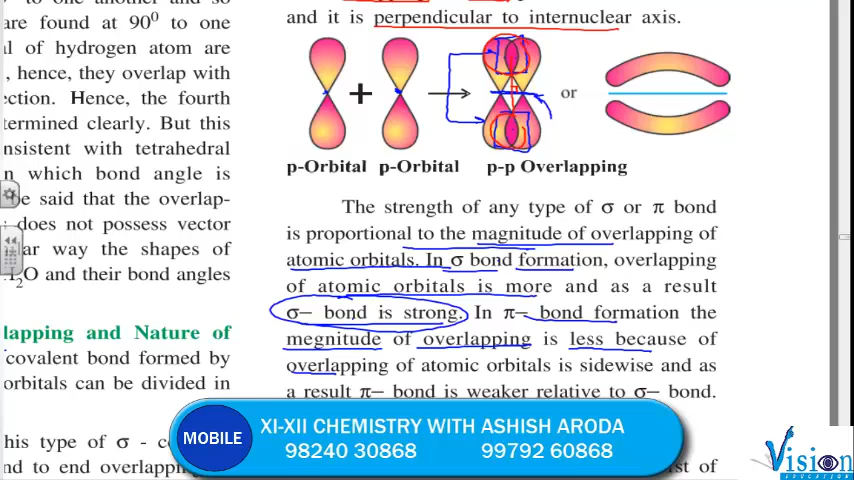 to one another and so
are found at 90⁰ to one
al of hydrogen atom are
, hence, they overlap with
ection. Hence, the fourth
termined clearly. But this
nsistent with tetrahedral
n which bond angle is
e said that the overlap-
does not possess vector
ar way the shapes of
₂O and their bond angles
lapping and Nature of
covalent bond formed by
orbitals can be divided in
his type of σ - c
nd to end overlappin
and it is perpendicular to internuclear axis.
+
or
p-Orbital p-Orbital p-p Overlapping
The strength of any type of σ or π bond
is proportional to the magnitude of overlapping of
atomic orbitals. In σ bond formation, overlapping
of atomic orbitals is more and as a result
σ– bond is strong. In π– bond formation the
megnitude of overlapping is less because of
overlapping of atomic orbitals is sidewise and as
a result π– bond is weaker relative to σ– bond.
rst of
MOBILE
XI-XII CHEMISTRY WITH ASHISH ARODA
98240 30868 99792 60868
Vision
EDUCATION